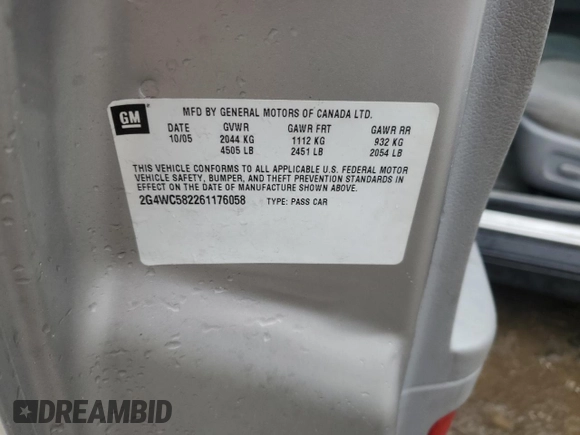 GM
MFD BY GENERAL MOTORS OF CANADA LTD.
DATE GVWR GAWR FRT GAWR RR
10/05 2044 KG 1112 KG 932 KG
4505 LB 2451 LB 2054 LB
THIS VEHICLE CONFORMS TO ALL APPLICABLE U.S. FEDERAL MOTOR
VEHICLE SAFETY, BUMPER, AND THEFT PREVENTION STANDARDS IN
EFFECT ON THE DATE OF MANUFACTURE SHOWN ABOVE.
2G4WC582261176058 TYPE: PASS CAR
DREAMBID